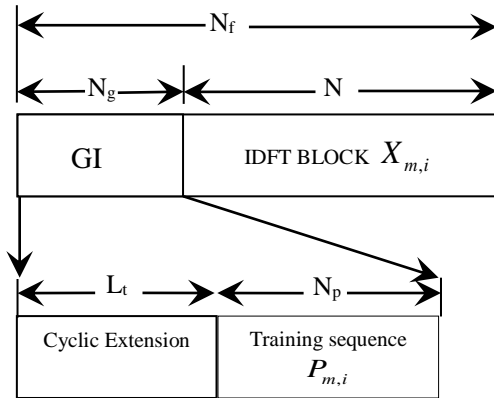 N_f
N_g N
GI IDFT BLOCK X_{m,i}
L_t N_p
Cyclic Extension Training sequence
P_{m,i}